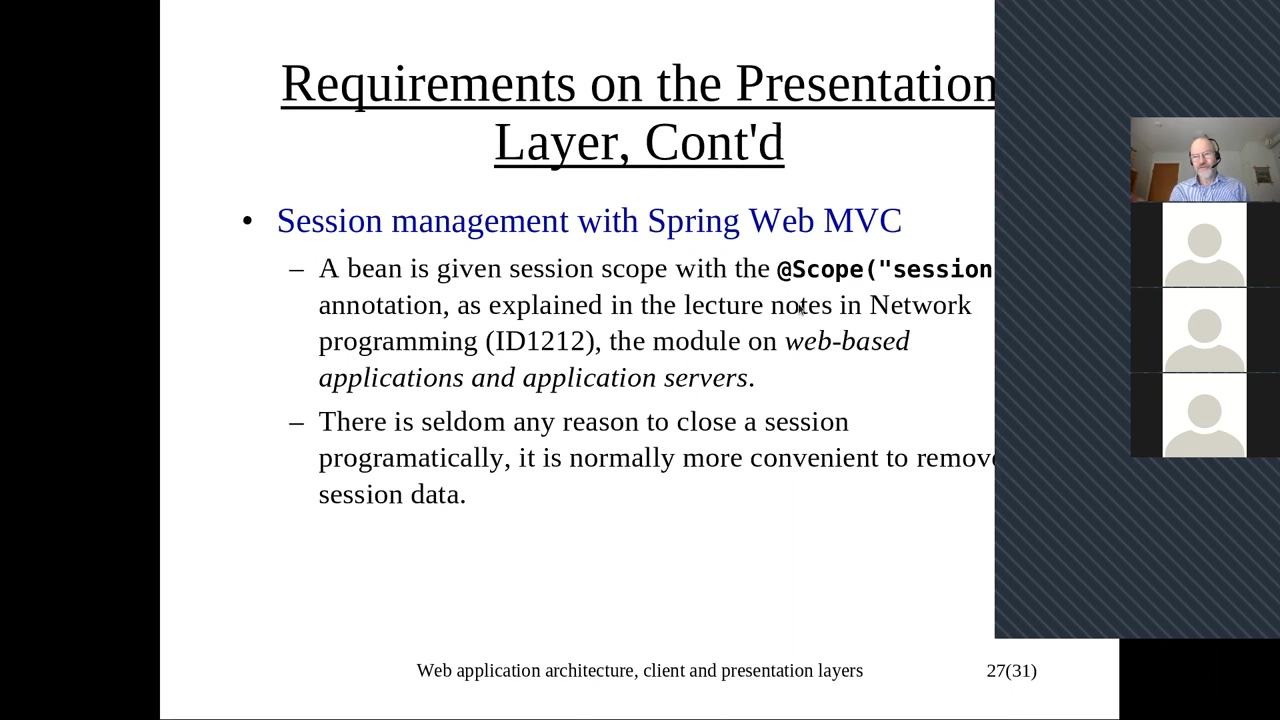 Requirements on the Presentation
Layer, Cont'd
• Session management with Spring Web MVC
– A bean is given session scope with the @Scope("session
annotation, as explained in the lecture notes in Network
programming (ID1212), the module on web-based
applications and application servers.
– There is seldom any reason to close a session
programatically, it is normally more convenient to remove
session data.
Web application architecture, client and presentation layers 27(31)